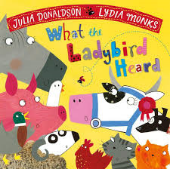 JULIA DONALDSON ★ LYDIA MONKS
What the
Ladybird
Heard